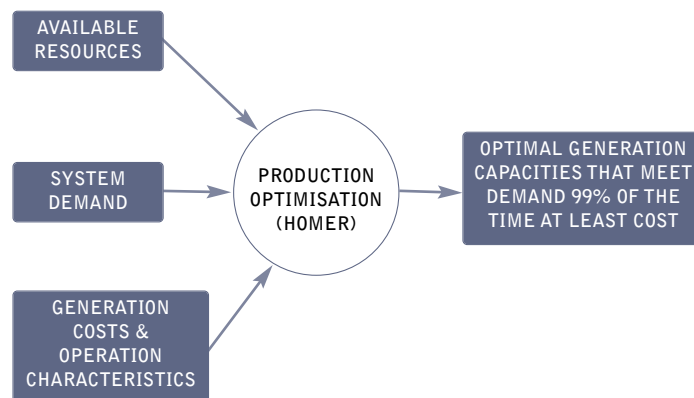 AVAILABLE
RESOURCES
SYSTEM
DEMAND
GENERATION
COSTS &
OPERATION
CHARACTERISTICS
PRODUCTION
OPTIMISATION
(HOMER)
OPTIMAL GENERATION
CAPACITIES THAT MEET
DEMAND 99% OF THE
TIME AT LEAST COST